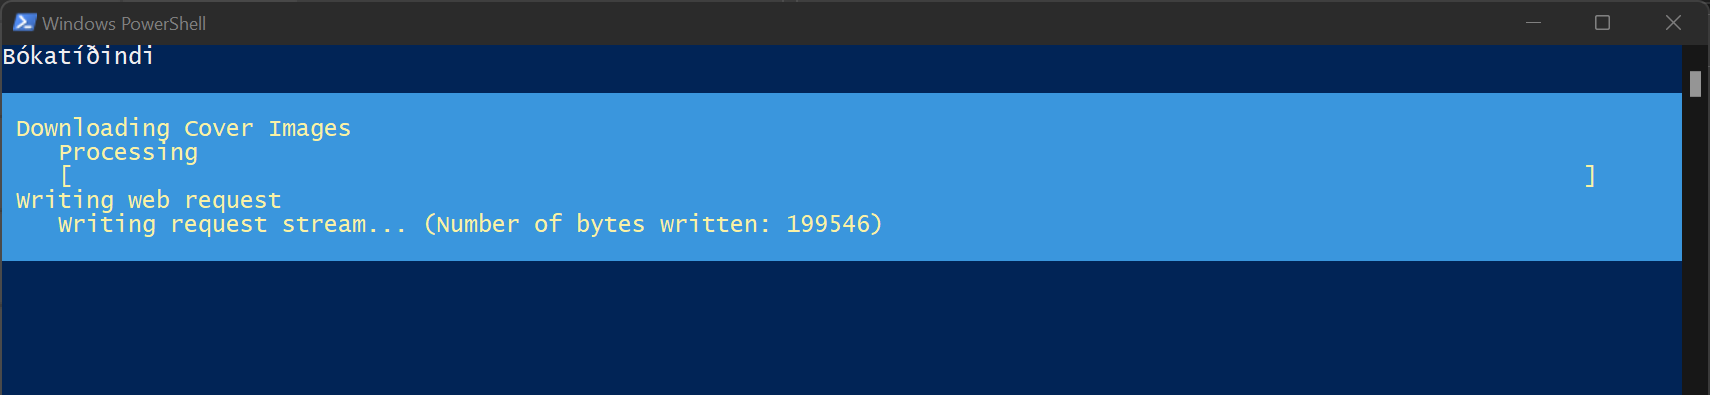 Windows PowerShell
Bókatíðindi
Downloading Cover Images
Processing
[ ]
Writing web request
Writing request stream... (Number of bytes written: 199546)